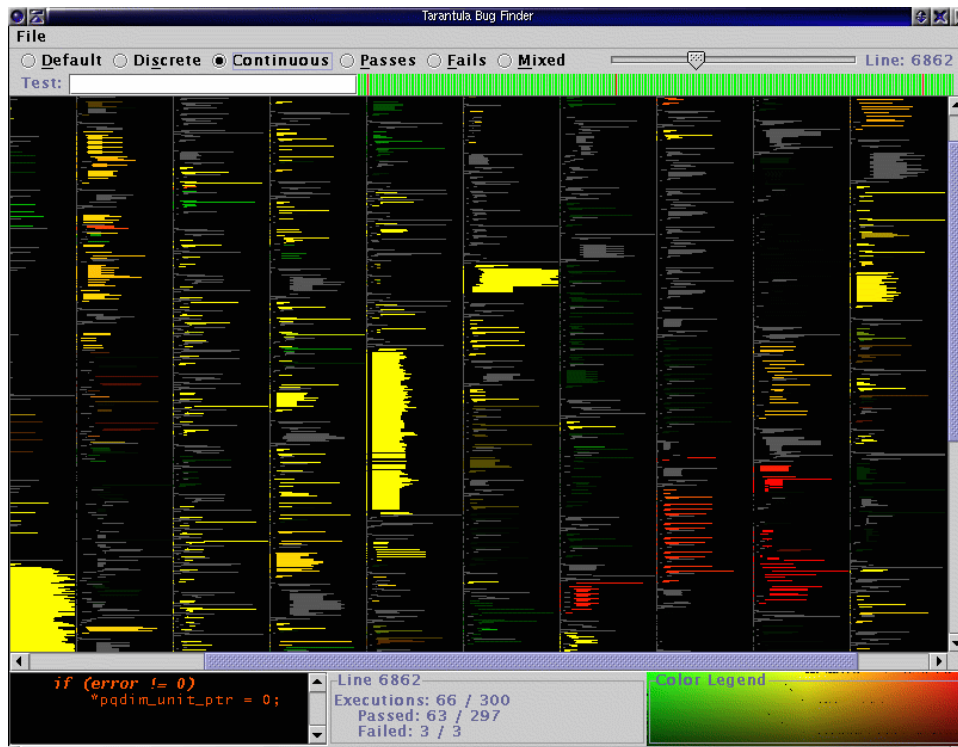 Tarantula Bug Finder
File
Default Discrete Continuous Passes Fails Mixed Line: 6862
Test:
if (error != 0)
*pqdim_unit_ptr = 0;
Line 6862
Executions: 66 / 300
Passed: 63 / 297
Failed: 3 / 3
Color Legend